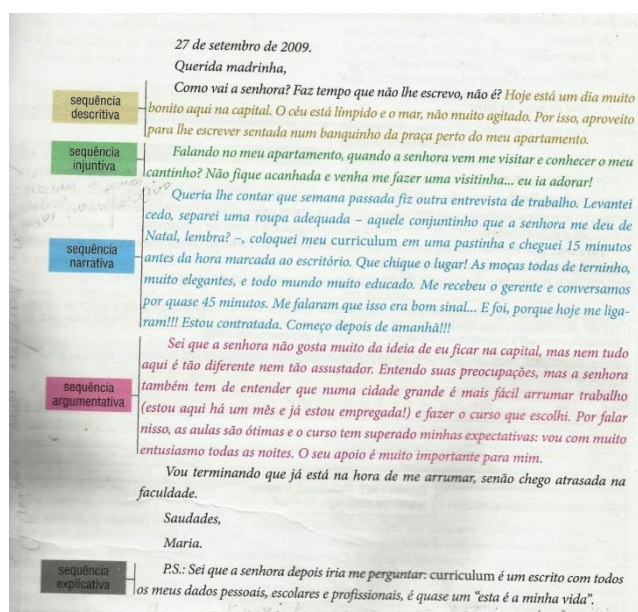 27 de setembro de 2009.
Querida madrinha,
Como vai a senhora? Faz tempo que não lhe escrevo, não é? Hoje está um dia muito
bonito aqui na capital. O céu está límpido e o mar, não muito agitado. Por isso, aproveito
para lhe escrever sentada num banquinho da praça perto do meu apartamento.
sequência
descritiva
Falando no meu apartamento, quando a senhora vem me visitar e conhecer o meu
cantinho? Não fique acanhada e venha me fazer uma visitinha... eu ia adorar!
sequência
injuntiva
Queria lhe contar que semana passada fiz outra entrevista de trabalho. Levantei
cedo, separei uma roupa adequada – aquele conjuntinho que a senhora me deu de
Natal, lembra? –, coloquei meu curriculum em uma pastinha e cheguei 15 minutos
antes da hora marcada ao escritório. Que chique o lugar! As moças todas de terninho,
muito elegantes, e todo mundo muito educado. Me recebeu o gerente e conversamos
por quase 45 minutos. Me falaram que isso era bom sinal... E foi, porque hoje me liga-
ram!!! Estou contratada. Começo depois de amanhã!!!
sequência
narrativa
Sei que a senhora não gosta muito da ideia de eu ficar na capital, mas nem tudo
aqui é tão diferente nem tão assustador. Entendo suas preocupações, mas a senhora
também tem de entender que numa cidade grande é mais fácil arrumar trabalho
(estou aqui há um mês e já estou empregada!) e fazer o curso que escolhi. Por falar
nisso, as aulas são ótimas e o curso tem superado minhas expectativas: vou com muito
entusiasmo todas as noites. O seu apoio é muito importante para mim.
sequência
argumentativa
Vou terminando que já está na hora de me arrumar, senão chego atrasada na
faculdade.
Saudades,
Maria.
P.S.: Sei que a senhora depois iria me perguntar: curriculum é um escrito com todos
os meus dados pessoais, escolares e profissionais, é quase um "esta é a minha vida".
sequência
explicativa